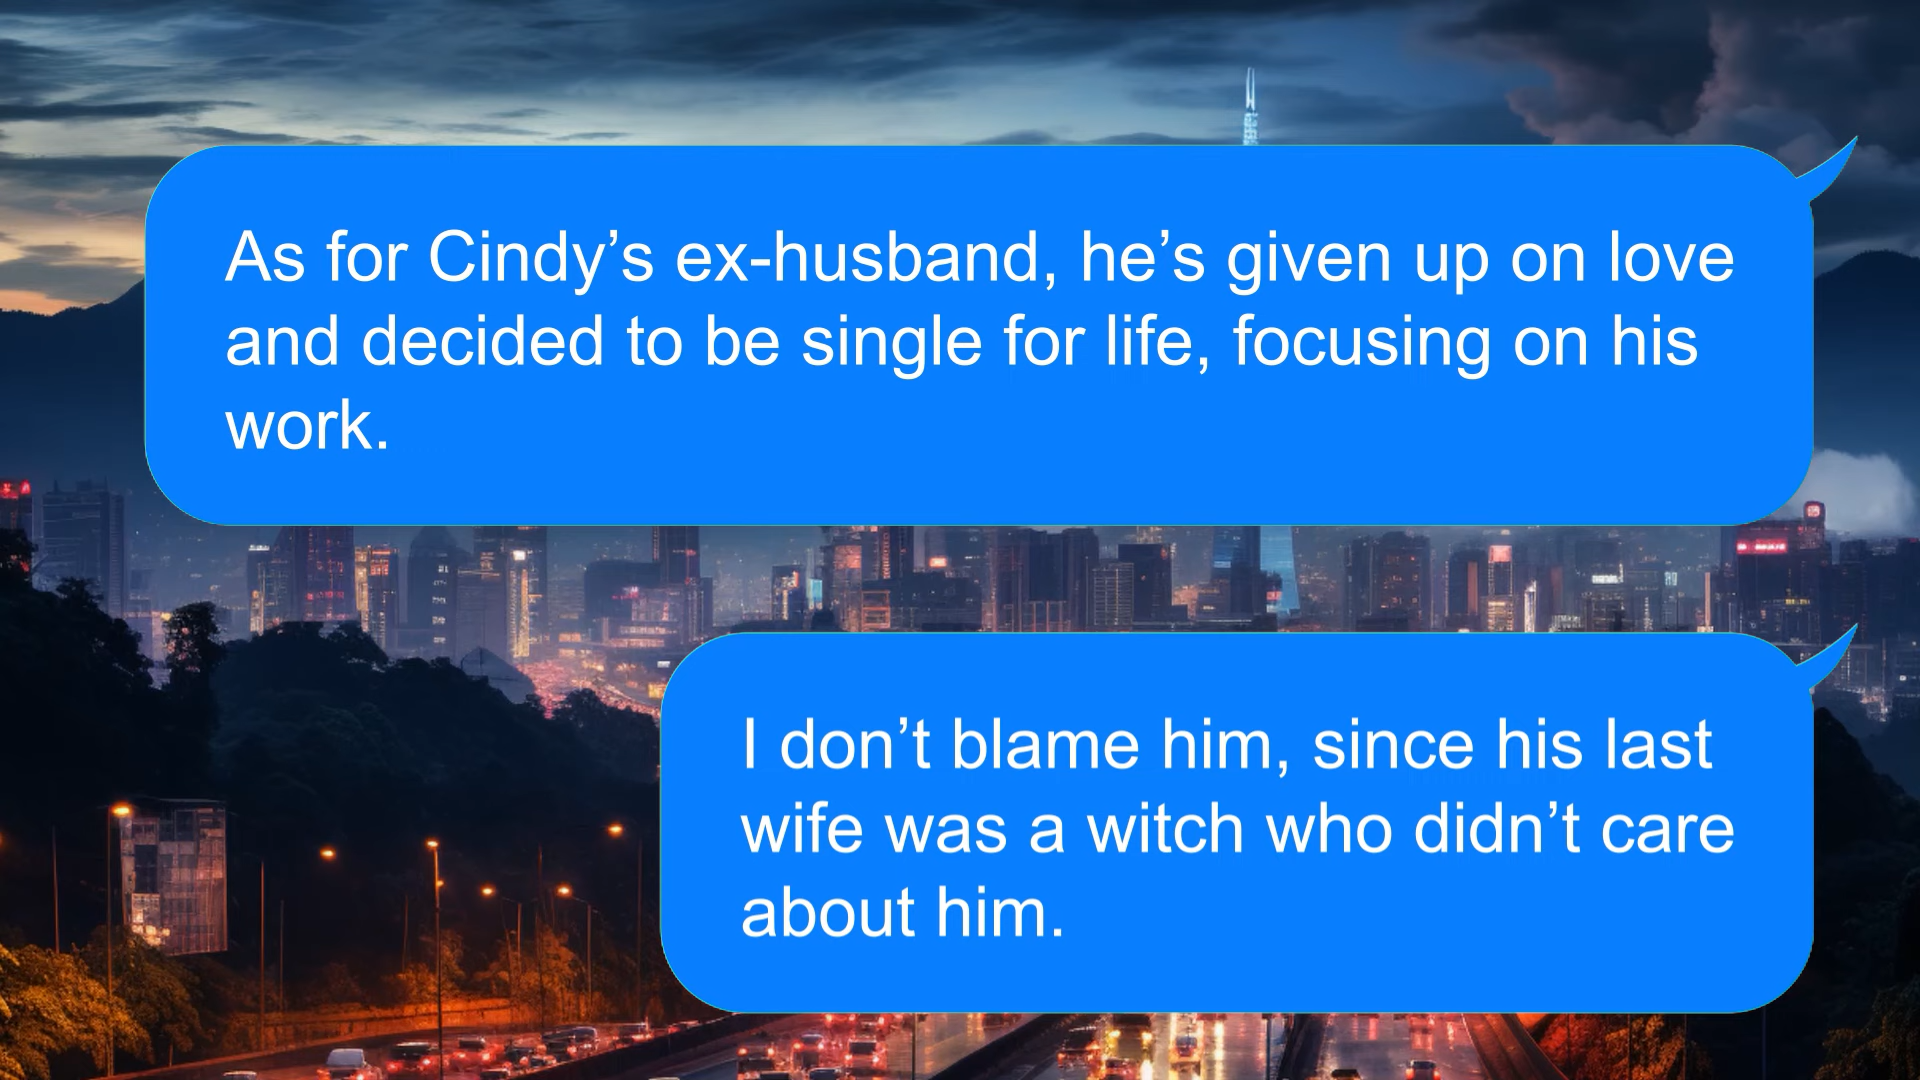 As for Cindy’s ex-husband, he’s given up on love
and decided to be single for life, focusing on his
work.
I don’t blame him, since his last
wife was a witch who didn’t care
about him.